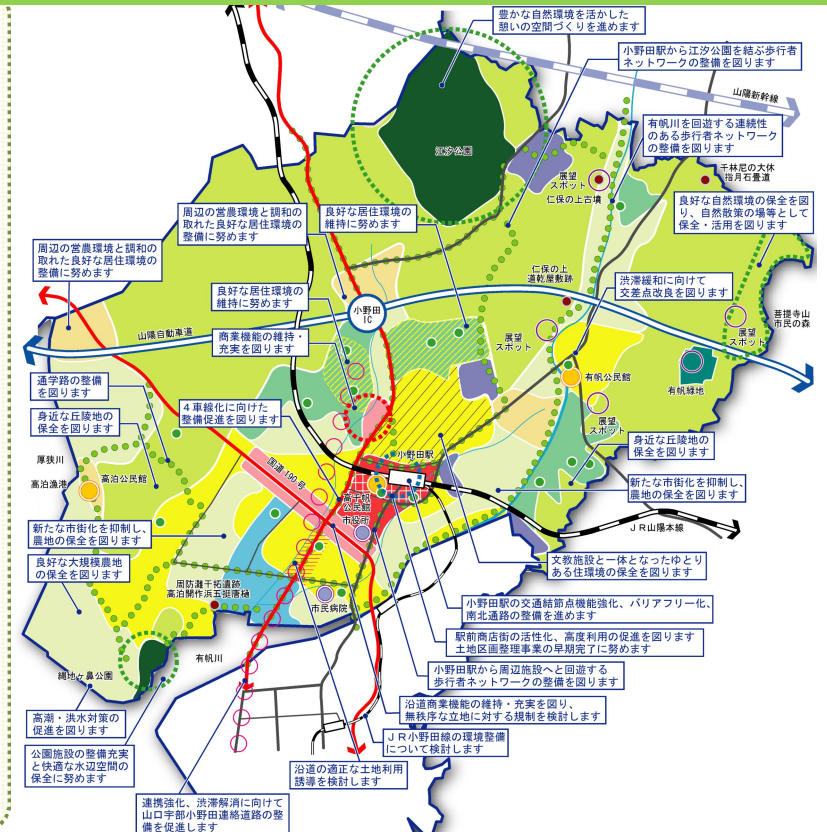 豊かな自然環境を活かした
憩いの空間づくりを進めます
小野田駅から江汐公園を結ぶ歩行者
ネットワークの整備を図ります
山陽新幹線
有帆川を回遊する連続性
のある歩行者ネットワーク
の整備を図ります
江汐公園
展望
スポット
仁保の上古墳
千林尼の大休
指月石畳道
良好な自然環境の保全を図
り、自然散策の場等として
保全・活用を図ります
周辺の営農環境と調和の
取れた良好な居住環境の
整備に努めます
良好な居住環境の
維持に努めます
周辺の営農環境と調和の
取れた良好な居住環境の
整備に努めます
仁保の上
道乾屋敷跡
渋滞緩和に向けて
交差点改良を図ります
良好な居住環境の
維持に努めます
小野田
IC
山陽自動車道
商業機能の維持・
充実を図ります
展望
スポット
展望
スポット
菩提寺山
市民の森
通学路の整備
を図ります
有帆公民館
有帆緑地
身近な丘陵地の
保全を図ります
４車線化に向けた
整備促進を図ります
展望
スポット
身近な丘陵地の
保全を図ります
厚狭川
高泊漁港
高泊公民館
国道190号
小野田駅
新たな市街化を抑制し、
農地の保全を図ります
高千帆
公民館
市役所
新たな市街化を抑制し、
農地の保全を図ります
ＪＲ山陽本線
良好な大規模農地
の保全を図ります
文教施設と一体となったゆとり
ある住環境の保全を図ります
周防灘干拓遺跡
高泊開作浜五挺唐樋
市民病院
小野田駅の交通結節点機能強化、バリアフリー化、
南北通路の整備を進めます
駅前商店街の活性化、高度利用の促進を図ります
土地区画整理事業の早期完了に努めます
有帆川
縄地ヶ鼻公園
小野田駅から周辺施設へと回遊する
歩行者ネットワークの整備を図ります
沿道商業機能の維持・充実を図り、
無秩序な立地に対する規制を検討します
高潮・洪水対策の
促進を図ります
ＪＲ小野田線の環境整備
について検討します
公園施設の整備充実
と快適な水辺空間の
保全に努めます
沿道の適正な土地利用
誘導を検討します
連携強化、渋滞解消に向けて
山口宇部小野田連絡道路の整
備を促進します